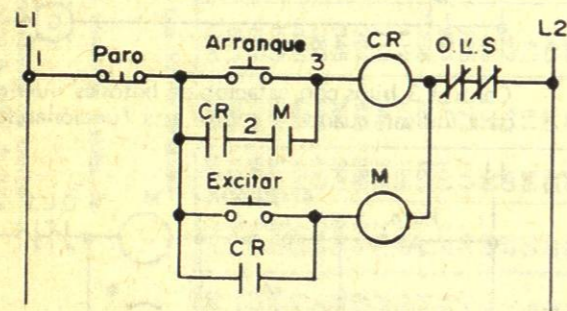 L1
L2
1
Paro
Arranque
3
CR
O.L'.S
CR
2
M
Excitar
M
CR